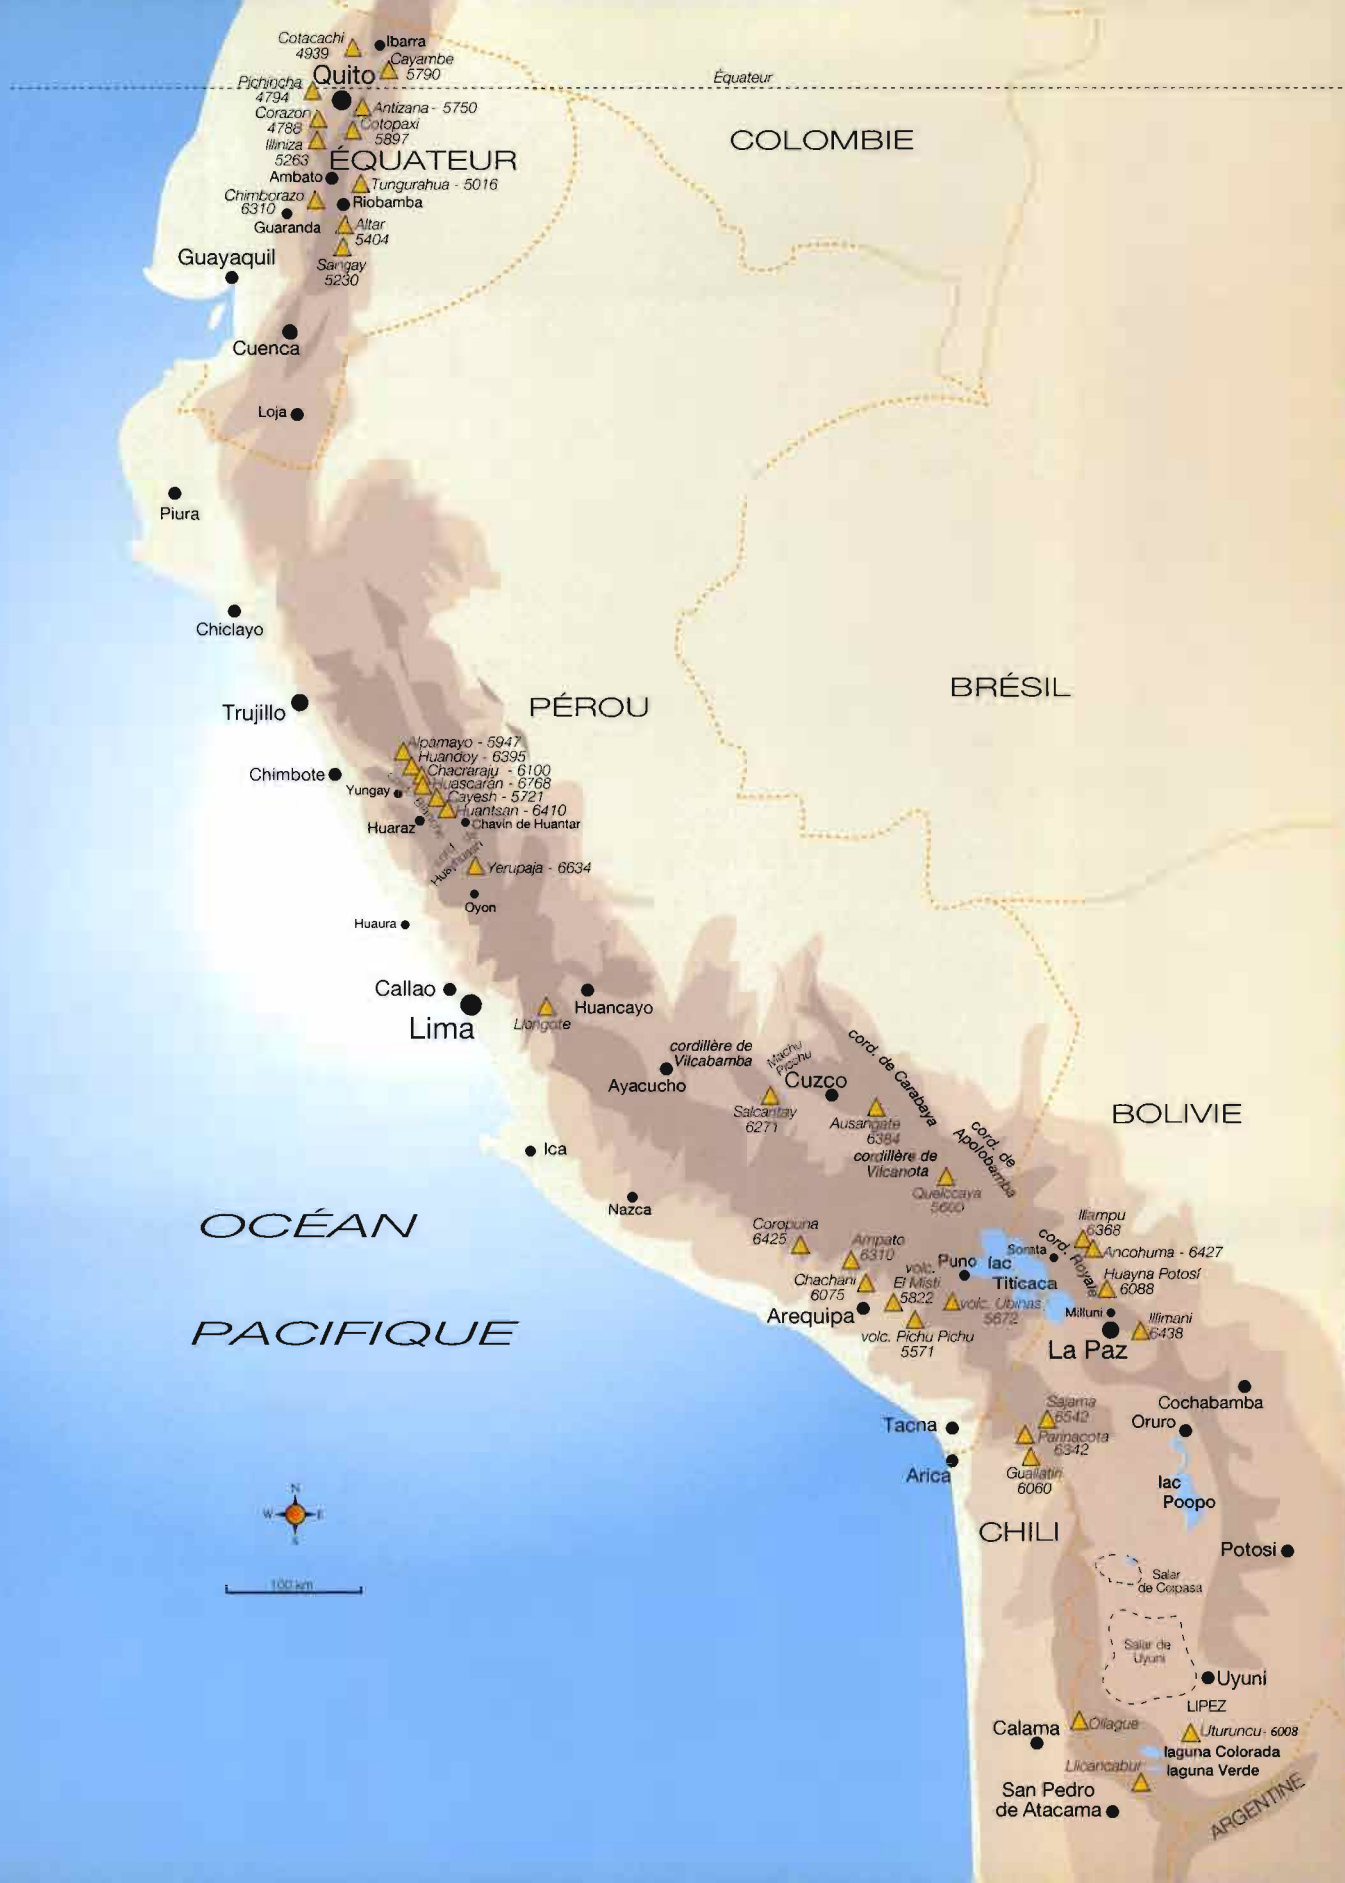 Cotacachi
4939
Ibarra
Cayambe
5790
Quito
Équateur
Pichincha
4794
Antizana - 5750
Corazon
4788
Cotopaxi
5897
COLOMBIE
Illiniza
5263
ÉQUATEUR
Ambato
Tungurahua - 5016
Chimborazo
6310
Riobamba
Guaranda
Altar
5404
Guayaquil
Sangay
5230
Cuenca
Loja
Piura
Chiclayo
BRÉSIL
PÉROU
Trujillo
Alpamayo - 5947
Huandoy - 6395
Chacraraju - 6100
Huascarán - 6768
Cayesh - 5721
Huantsan - 6410
Chimbote
Yungay
Huaraz
Chavin de Huantar
cord.
Huayhuash
Yerupaja - 6634
Oyon
Huaura
Callao
Lima
Huancayo
Llongote
cordillère de
Vilcabamba
Machu
Picchu
cord. de Carabaya
Ayacucho
Cuzco
Salcantay
6271
Ausangate
6384
BOLIVIE
cord. de
Apolobamba
Ica
cordillère de
Vilcanota
Quelccaya
5600
Nazca
OCÉAN
PACIFIQUE
Coropuna
6425
Ampato
6310
Illampu
6368
cord. Royale
Sorata
Ancohuma - 6427
Puno
lac
Titicaca
Chachani
6075
volc.
El Misti
5822
Huayna Potosí
6088
Arequipa
volc. Ubinas
5672
Milluni
Illimani
6438
volc. Pichu Pichu
5571
La Paz
Cochabamba
Sajama
6542
Oruro
Tacna
Parinacota
6342
Arica
Guallatiri
6060
lac
Poopo
N
W
E
S
100 km
CHILI
Potosi
Salar
de Coipasa
Salar de
Uyuni
Uyuni
LIPEZ
Calama
Ollague
Uturuncu - 6008
laguna Colorada
Llicancabur
laguna Verde
San Pedro
de Atacama
ARGENTINE